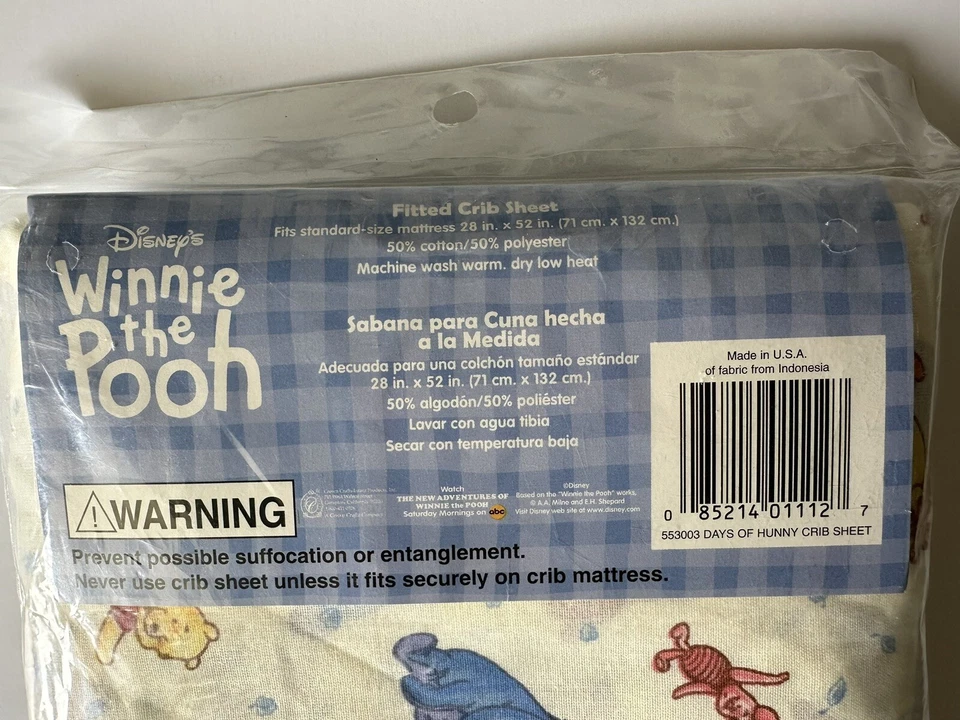 Fitted Crib Sheet
Fits standard-size mattress 28 in. x 52 in. (71 cm. x 132 cm.)
50% cotton/50% polyester
Machine wash warm. dry low heat
DISNEY'S
Winnie
the
Pooh
Sabana para Cuna hecha
a la Medida
Adecuada para una colchón tamaño estándar
28 in. x 52 in. (71 cm. x 132 cm.)
50% algodón/50% poliéster
Lavar con agua tibia
Secar con temperatura baja
Made in U.S.A.
of fabric from Indonesia
0 85214 01112 7
553003 DAYS OF HUNNY CRIB SHEET
WARNING
Prevent possible suffocation or entanglement.
Never use crib sheet unless it fits securely on crib mattress.
Watch
THE NEW ADVENTURES OF
WINNIE the POOH
Saturday Mornings on abc
©Disney
Based on the "Winnie the Pooh" works,
© A.A. Milne and E.H. Shepard
Visit Disney web site at www.disney.com